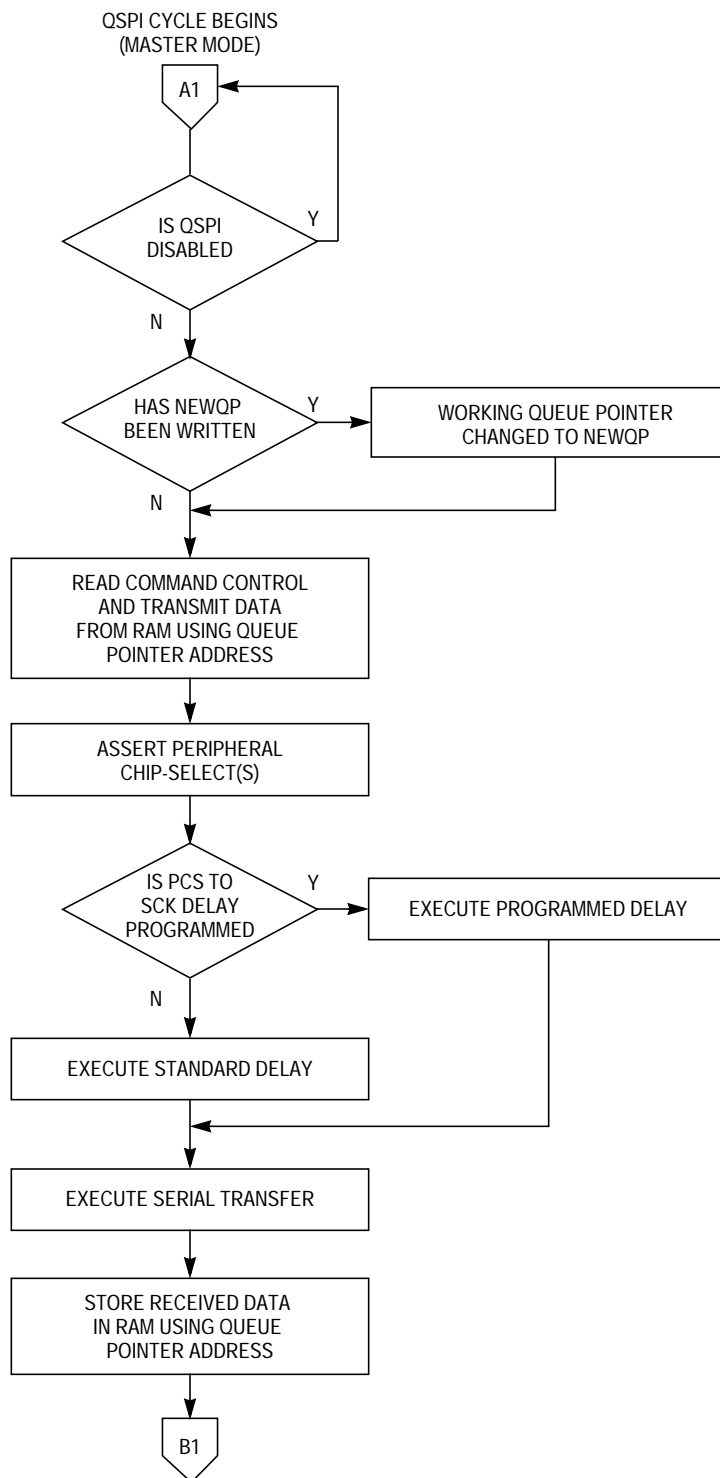 QSPI CYCLE BEGINS
(MASTER MODE)
A1
IS QSPI
DISABLED
Y
N
HAS NEWQP
BEEN WRITTEN
Y
WORKING QUEUE POINTER
CHANGED TO NEWQP
N
READ COMMAND CONTROL
AND TRANSMIT DATA
FROM RAM USING QUEUE
POINTER ADDRESS
ASSERT PERIPHERAL
CHIP-SELECT(S)
IS PCS TO
SCK DELAY
PROGRAMMED
Y
EXECUTE PROGRAMMED DELAY
N
EXECUTE STANDARD DELAY
EXECUTE SERIAL TRANSFER
STORE RECEIVED DATA
IN RAM USING QUEUE
POINTER ADDRESS
B1